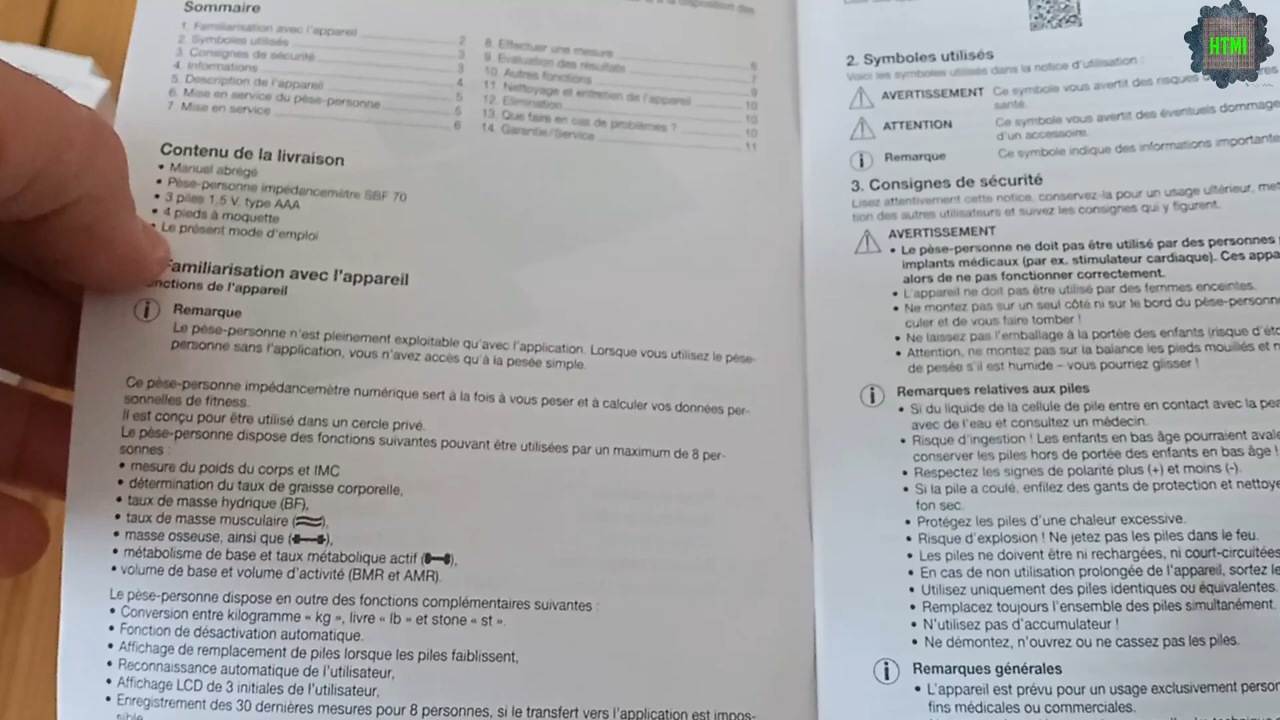 Sommaire
1. Familiarisation avec l'appareil 2
2. Symboles utilisés 3
3. Consignes de sécurité 3
4. Informations 4
5. Description de l'appareil 5
6. Mise en service du pèse-personne 5
7. Mise en service 6
8. Effectuer une mesure 6
9. Évaluation des résultats 7
10. Autres fonctions 9
11. Nettoyage et entretien de l'appareil 10
12. Élimination 10
13. Que faire en cas de problèmes ? 10
14. Garantie/Service 11
Contenu de la livraison
• Manuel abrégé
• Pèse-personne impédancemètre SBF 70
• 3 piles 1,5 V, type AAA
• 4 pieds à moquette
• Le présent mode d'emploi
Familiarisation avec l'appareil
nctions de l'appareil
Remarque
Le pèse-personne n'est pleinement exploitable qu'avec l'application. Lorsque vous utilisez le pèse-
personne sans l'application, vous n'avez accès qu'à la pesée simple.
Ce pèse-personne impédancemètre numérique sert à la fois à vous peser et à calculer vos données per-
sonnelles de fitness.
Il est conçu pour être utilisé dans un cercle privé.
Le pèse-personne dispose des fonctions suivantes pouvant être utilisées par un maximum de 8 per-
sonnes :
• mesure du poids du corps et IMC
• détermination du taux de graisse corporelle,
• taux de masse hydrique (BF),
• taux de masse musculaire (),
• masse osseuse, ainsi que (),
• métabolisme de base et taux métabolique actif (),
• volume de base et volume d'activité (BMR et AMR).
Le pèse-personne dispose en outre des fonctions complémentaires suivantes :
• Conversion entre kilogramme « kg », livre « lb » et stone « st ».
• Fonction de désactivation automatique.
• Affichage de remplacement de piles lorsque les piles faiblissent,
• Reconnaissance automatique de l'utilisateur,
• Affichage LCD de 3 initiales de l'utilisateur,
• Enregistrement des 30 dernières mesures pour 8 personnes, si le transfert vers l'application est impos-
sible
2. Symboles utilisés
Voici les symboles utilisés dans la notice d'utilisation :
AVERTISSEMENT Ce symbole vous avertit des risques
santé.
ATTENTION Ce symbole vous avertit des éventuels dommage
d'un accessoire.
Remarque Ce symbole indique des informations importante
3. Consignes de sécurité
Lisez attentivement cette notice, conservez-la pour un usage ultérieur, met
tion des autres utilisateurs et suivez les consignes qui y figurent.
AVERTISSEMENT
• Le pèse-personne ne doit pas être utilisé par des personnes
implants médicaux (par ex. stimulateur cardiaque). Ces appa
alors de ne pas fonctionner correctement.
• L'appareil ne doit pas être utilisé par des femmes enceintes.
• Ne montez pas sur un seul côté ni sur le bord du pèse-personn
culer et de vous faire tomber !
• Ne laissez pas l'emballage à la portée des enfants (risque d'éto
• Attention, ne montez pas sur la balance les pieds mouillés et n
de pesée s'il est humide – vous pourriez glisser !
Remarques relatives aux piles
• Si du liquide de la cellule de pile entre en contact avec la pea
avec de l'eau et consultez un médecin.
• Risque d'ingestion ! Les enfants en bas âge pourraient avale
conserver les piles hors de portée des enfants en bas âge !
• Respectez les signes de polarité plus (+) et moins (-).
• Si la pile a coulé, enfilez des gants de protection et nettoye
fon sec.
• Protégez les piles d'une chaleur excessive.
• Risque d'explosion ! Ne jetez pas les piles dans le feu.
• Les piles ne doivent être ni rechargées, ni court-circuitées
• En cas de non utilisation prolongée de l'appareil, sortez le
• Utilisez uniquement des piles identiques ou équivalentes.
• Remplacez toujours l'ensemble des piles simultanément.
• N'utilisez pas d'accumulateur !
• Ne démontez, n'ouvrez ou ne cassez pas les piles.
Remarques générales
• L'appareil est prévu pour un usage exclusivement person
fins médicales ou commerciales.
HTMI